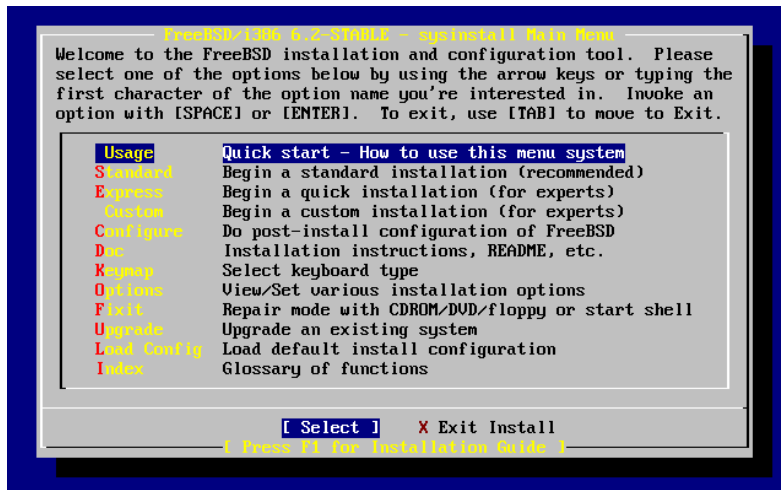 FreeBSD/i386 6.2-STABLE - sysinstall Main Menu
Welcome to the FreeBSD installation and configuration tool.  Please
select one of the options below by using the arrow keys or typing the
first character of the option name you're interested in.  Invoke an
option with [SPACE] or [ENTER].  To exit, use [TAB] to move to Exit.
Usage Quick start - How to use this menu system
Standard Begin a standard installation (recommended)
Express Begin a quick installation (for experts)
Custom Begin a custom installation (for experts)
Configure Do post-install configuration of FreeBSD
Doc Installation instructions, README, etc.
Keymap Select keyboard type
Options View/Set various installation options
Fixit Repair mode with CDROM/DVD/floppy or start shell
Upgrade Upgrade an existing system
Load Config Load default install configuration
Index Glossary of functions
[ Select ] X Exit Install
[ Press F1 for Installation Guide ]